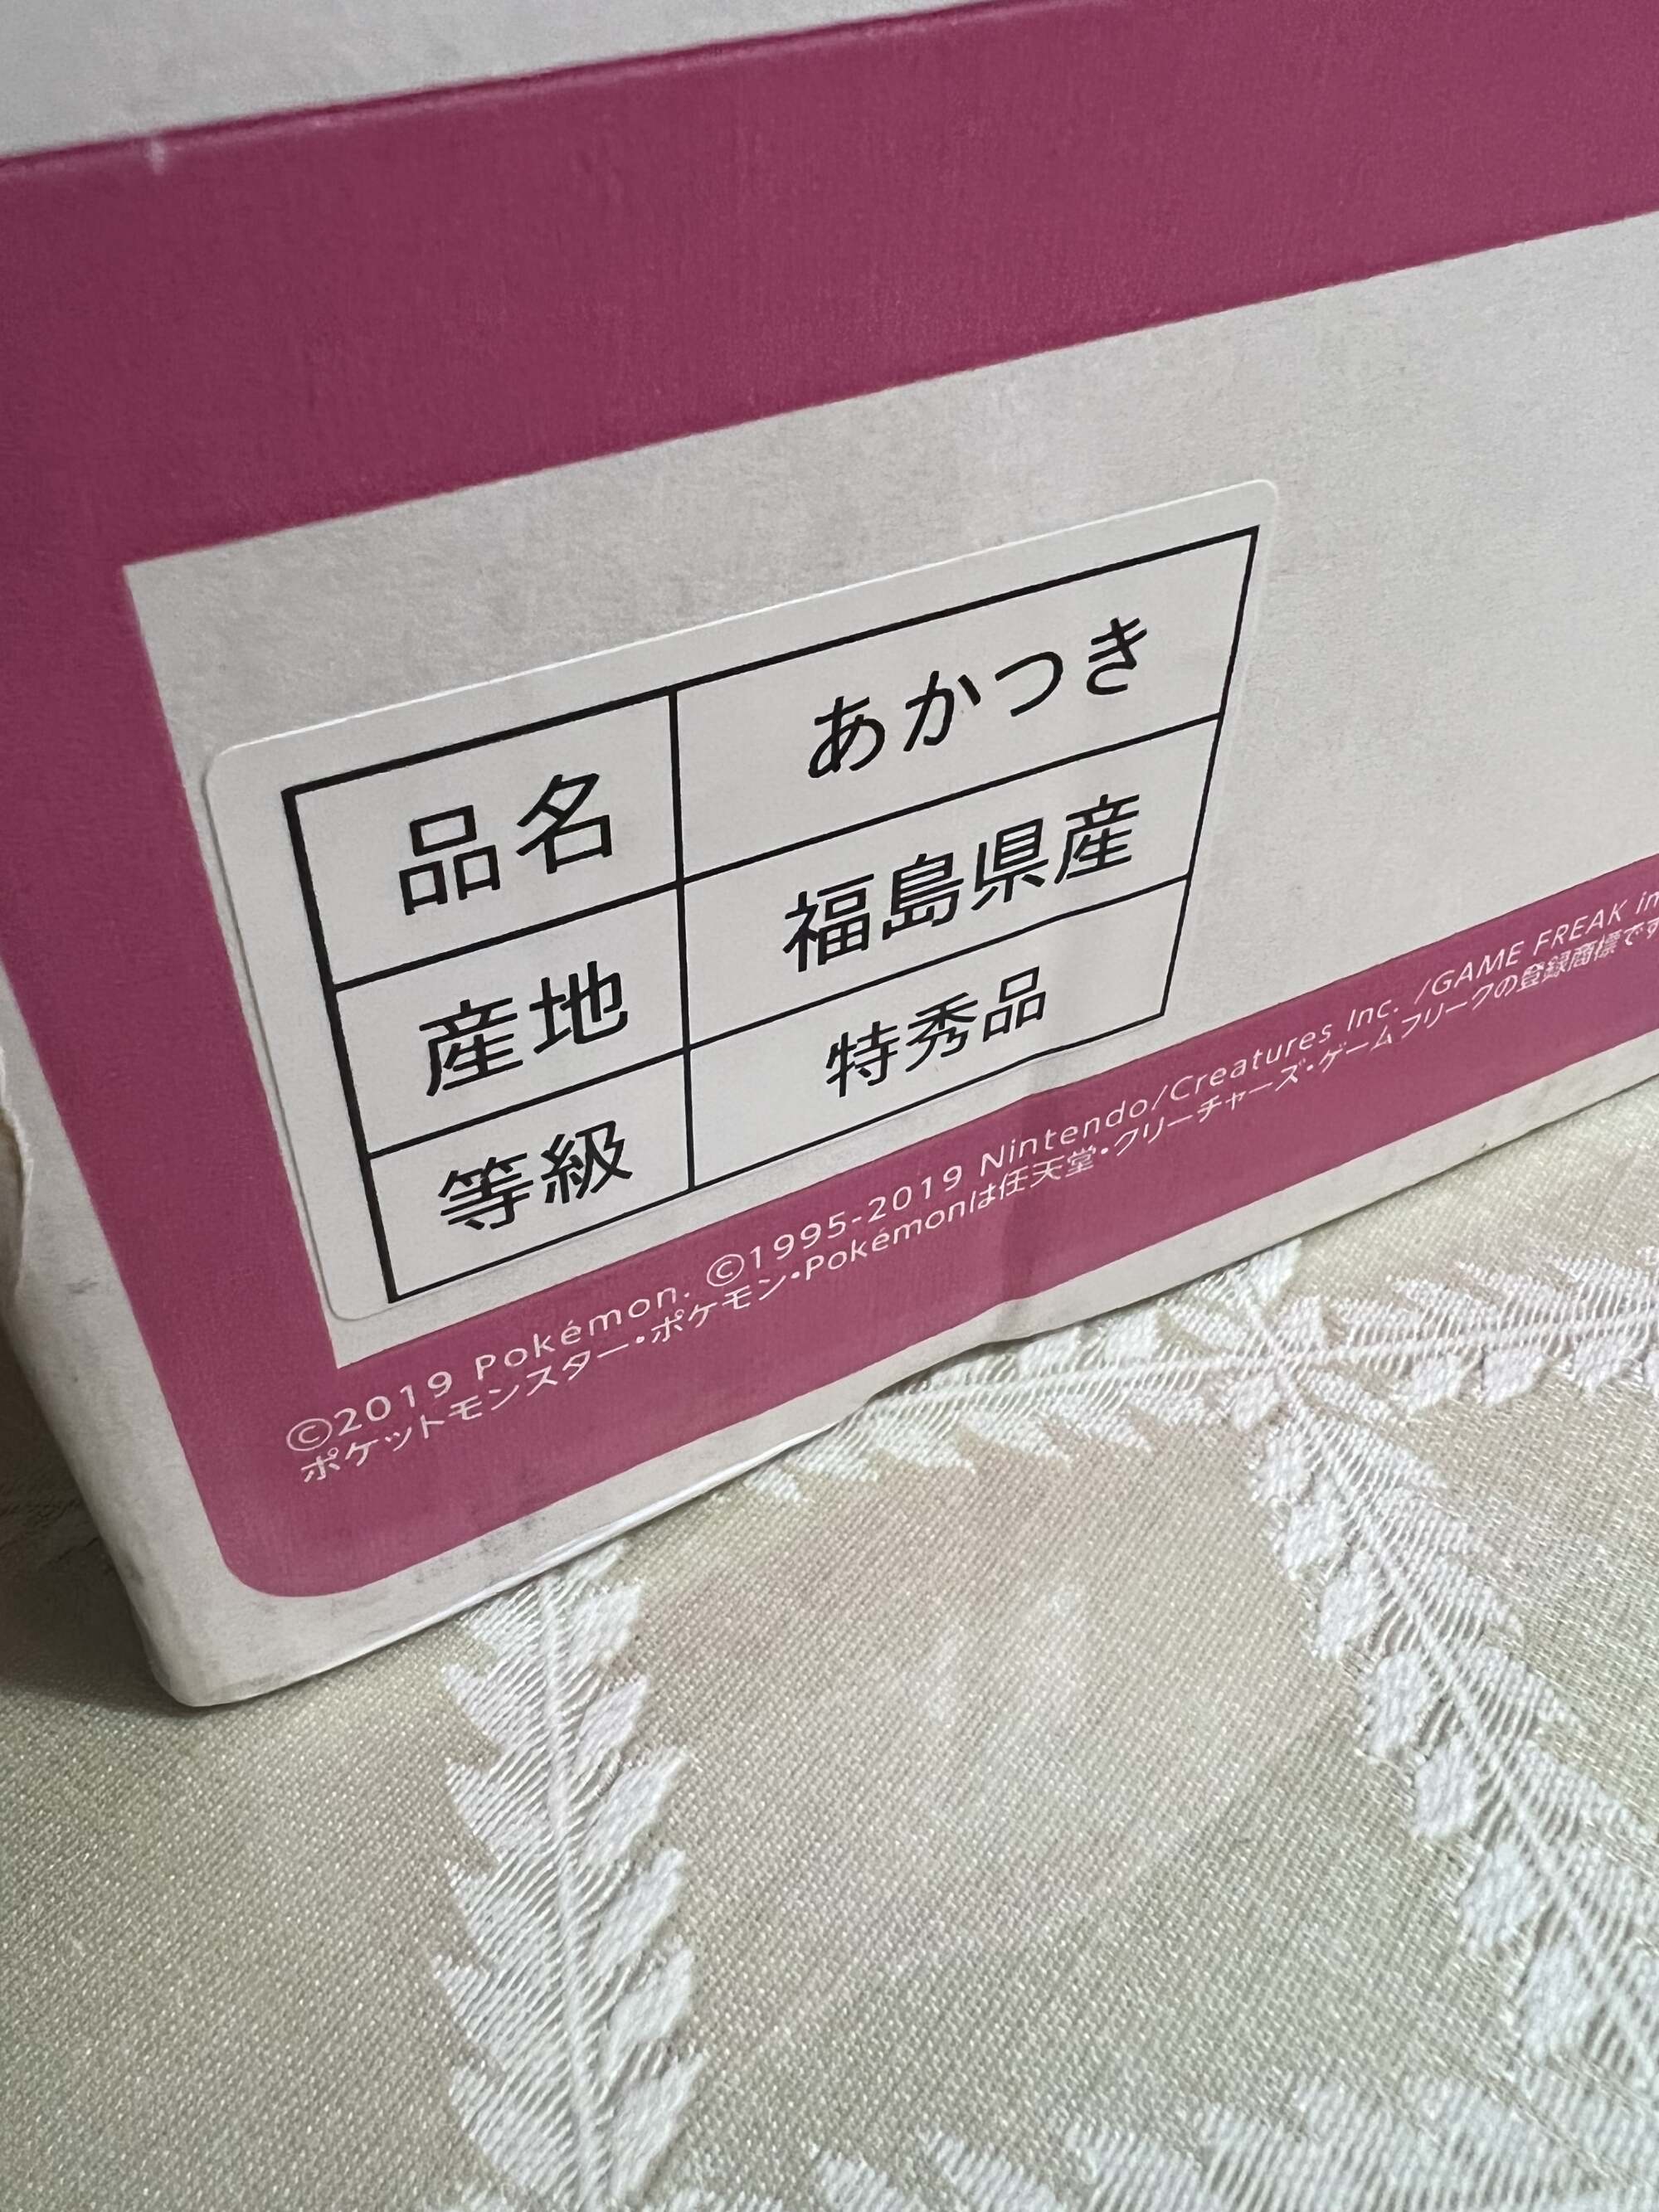 品名 あかつき
産地 福島県産
等級 特秀品
©2019 Pokémon. ©1995-2019 Nintendo/Creatures Inc. /GAME FREAK in
ポケットモンスター・ポケモン・Pokémonは任天堂・クリーチャーズ・ゲームフリークの登録商標です